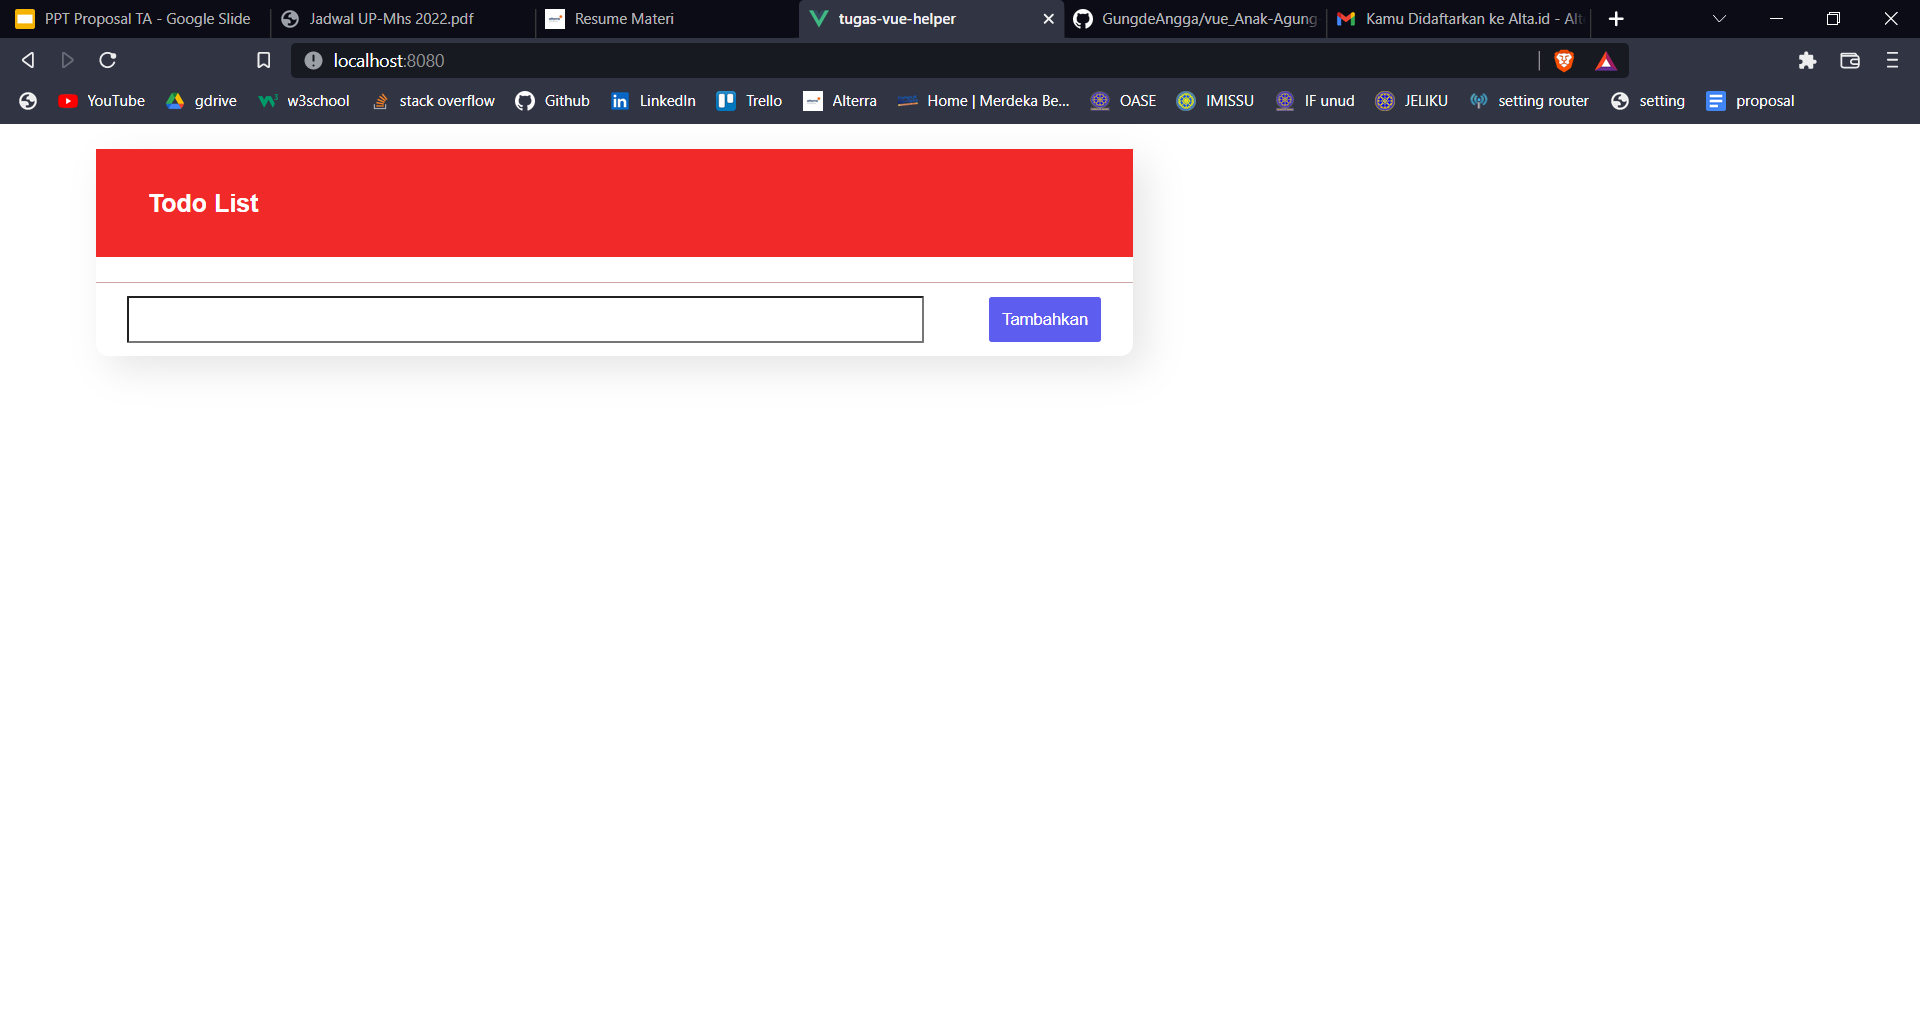 PPT Proposal TA - Google Slide
Jadwal UP-Mhs 2022.pdf
Resume Materi
tugas-vue-helper
GungdeAngga/vue_Anak-Agung-
Kamu Didaftarkan ke Alta.id - Alt
localhost:8080
YouTube
gdrive
w3school
stack overflow
Github
LinkedIn
Trello
Alterra
Home | Merdeka Be...
OASE
IMISSU
IF unud
JELIKU
setting router
setting
proposal
Todo List
Tambahkan